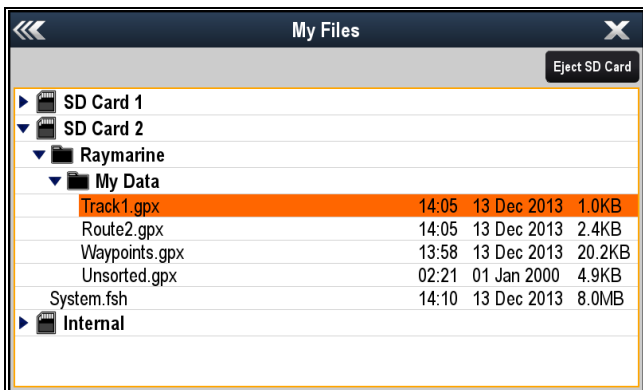 My Files
Eject SD Card
SD Card 1
SD Card 2
Raymarine
My Data
Track1.gpx 14:05 13 Dec 2013 1.0KB
Route2.gpx 14:05 13 Dec 2013 2.4KB
Waypoints.gpx 13:58 13 Dec 2013 20.2KB
Unsorted.gpx 02:21 01 Jan 2000 4.9KB
System.fsh 14:10 13 Dec 2013 8.0MB
Internal